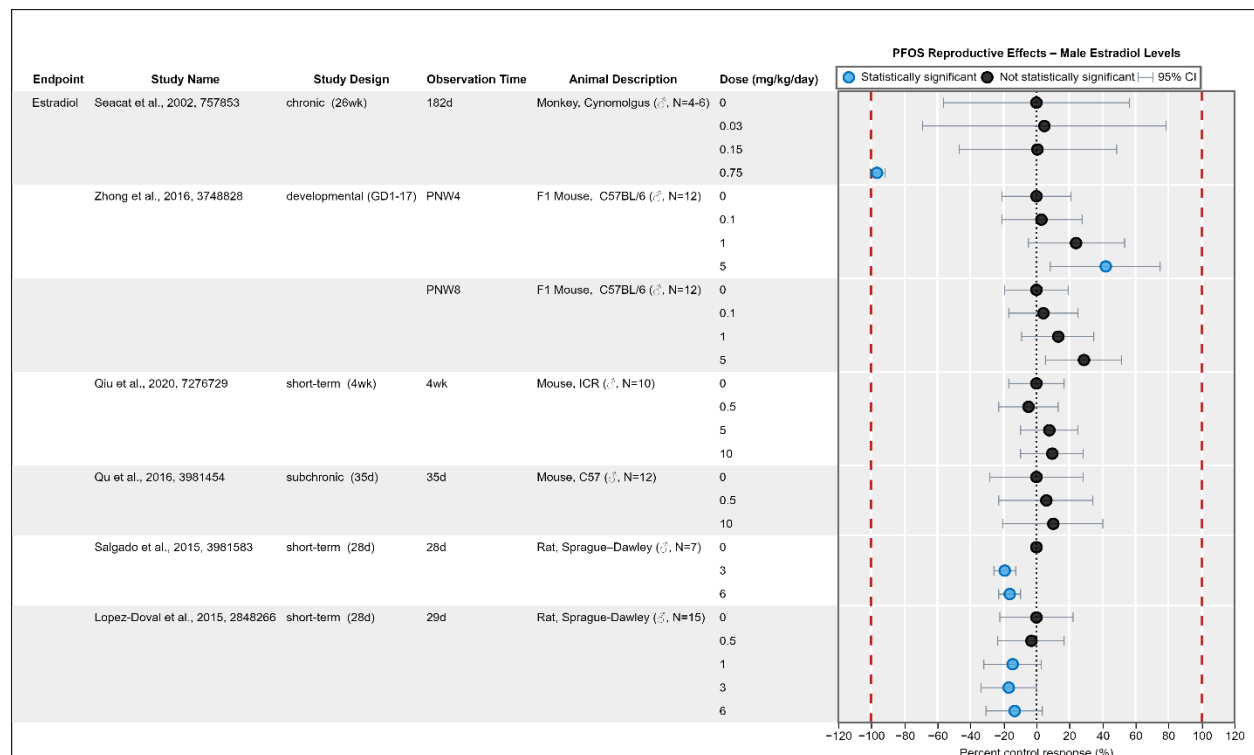 PFOS Reproductive Effects – Male Estradiol Levels
Endpoint Study Name Study Design Observation Time Animal Description Dose (mg/kg/day)
Statistically significant Not statistically significant 95% CI
Estradiol Seacat et al., 2002, 757853 chronic (26wk) 182d Monkey, Cynomolgus (♂, N=4-6) 0
0.03
0.15
0.75
Zhong et al., 2016, 3748828 developmental (GD1-17) PNW4 F1 Mouse, C57BL/6 (♂, N=12) 0
0.1
1
5
PNW8 F1 Mouse, C57BL/6 (♂, N=12) 0
0.1
1
5
Qiu et al., 2020, 7276729 short-term (4wk) 4wk Mouse, ICR (♂, N=10) 0
0.5
5
10
Qu et al., 2016, 3981454 subchronic (35d) 35d Mouse, C57 (♂, N=12) 0
0.5
10
Salgado et al., 2015, 3981583 short-term (28d) 28d Rat, Sprague–Dawley (♂, N=7) 0
3
6
Lopez-Doval et al., 2015, 2848266 short-term (28d) 29d Rat, Sprague-Dawley (♂, N=15) 0
0.5
1
3
6
−120 −100 −80 −60 −40 −20 0 20 40 60 80 100 120
Percent control response (%)